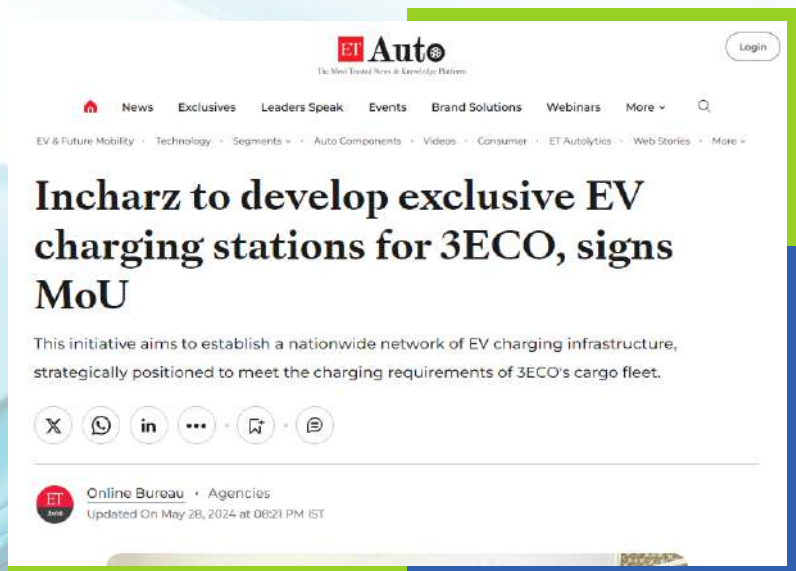 ET Auto
Login
The Most Trusted News & Knowledge Platform
News Exclusives Leaders Speak Events Brand Solutions Webinars More
EV & Future Mobility · Technology · Segments · Auto Components · Videos · Consumer · ET Autolytics · Web Stories · More
Incharz to develop exclusive EV
charging stations for 3ECO, signs
MoU
This initiative aims to establish a nationwide network of EV charging infrastructure,
strategically positioned to meet the charging requirements of 3ECO's cargo fleet.
in
ET Online Bureau • Agencies
Auto Updated On May 28, 2024 at 08:21 PM IST